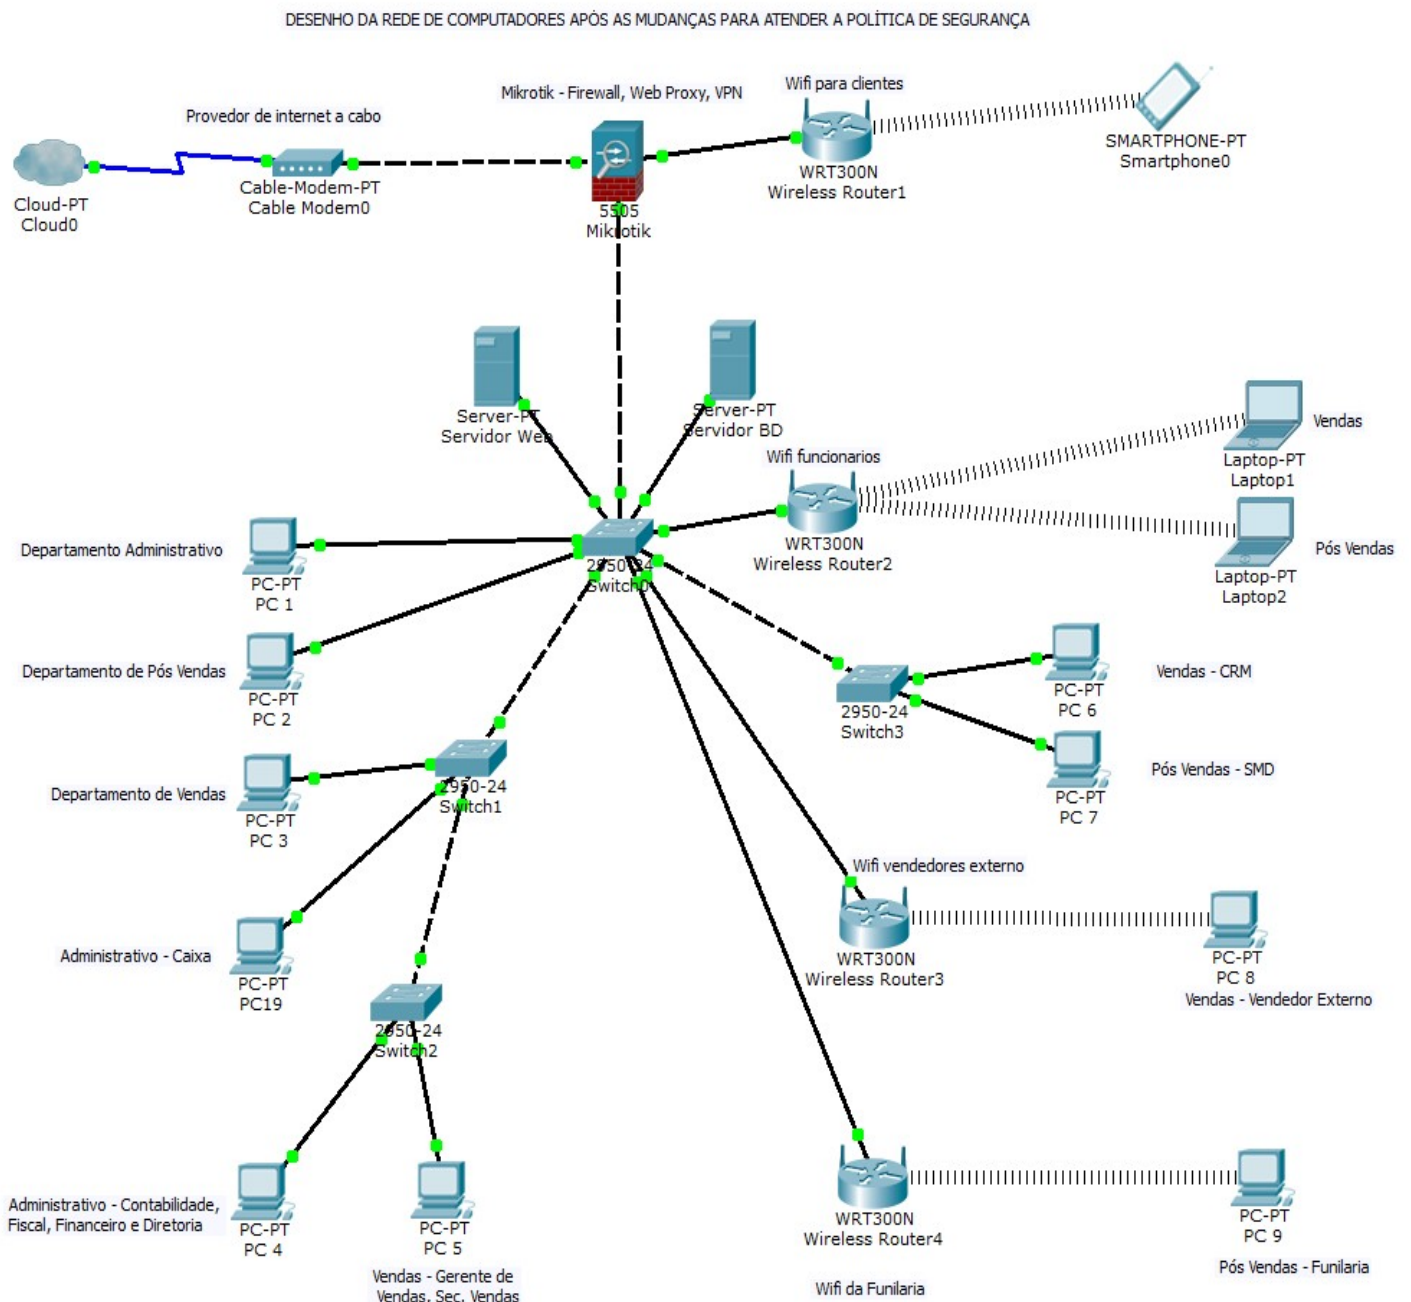 DESENHO DA REDE DE COMPUTADORES APÓS AS MUDANÇAS PARA ATENDER A POLÍTICA DE SEGURANÇA
Wifi para clientes
Mikrotik - Firewall, Web Proxy, VPN
Provedor de internet a cabo
SMARTPHONE-PT
Smartphone0
WRT300N
Wireless Router1
Cable-Modem-PT
Cable Modem0
Cloud-PT
Cloud0
5505
Mikrotik
Server-PT
Servidor Web
Server-PT
Servidor BD
Wifi funcionarios
Vendas
Laptop-PT
Laptop1
WRT300N
Wireless Router2
Pós Vendas
Laptop-PT
Laptop2
Departamento Administrativo
PC-PT
PC 1
2950-24
Switch0
Departamento de Pós Vendas
PC-PT
PC 2
Vendas - CRM
PC-PT
PC 6
2950-24
Switch3
Pós Vendas - SMD
PC-PT
PC 7
Departamento de Vendas
PC-PT
PC 3
2950-24
Switch1
Wifi vendedores externo
Administrativo - Caixa
PC-PT
PC19
WRT300N
Wireless Router3
PC-PT
PC 8
Vendas - Vendedor Externo
2950-24
Switch2
Administrativo - Contabilidade,
Fiscal, Financeiro e Diretoria
PC-PT
PC 4
PC-PT
PC 5
Vendas - Gerente de
Vendas, Sec. Vendas
WRT300N
Wireless Router4
Wifi da Funilaria
PC-PT
PC 9
Pós Vendas - Funilaria